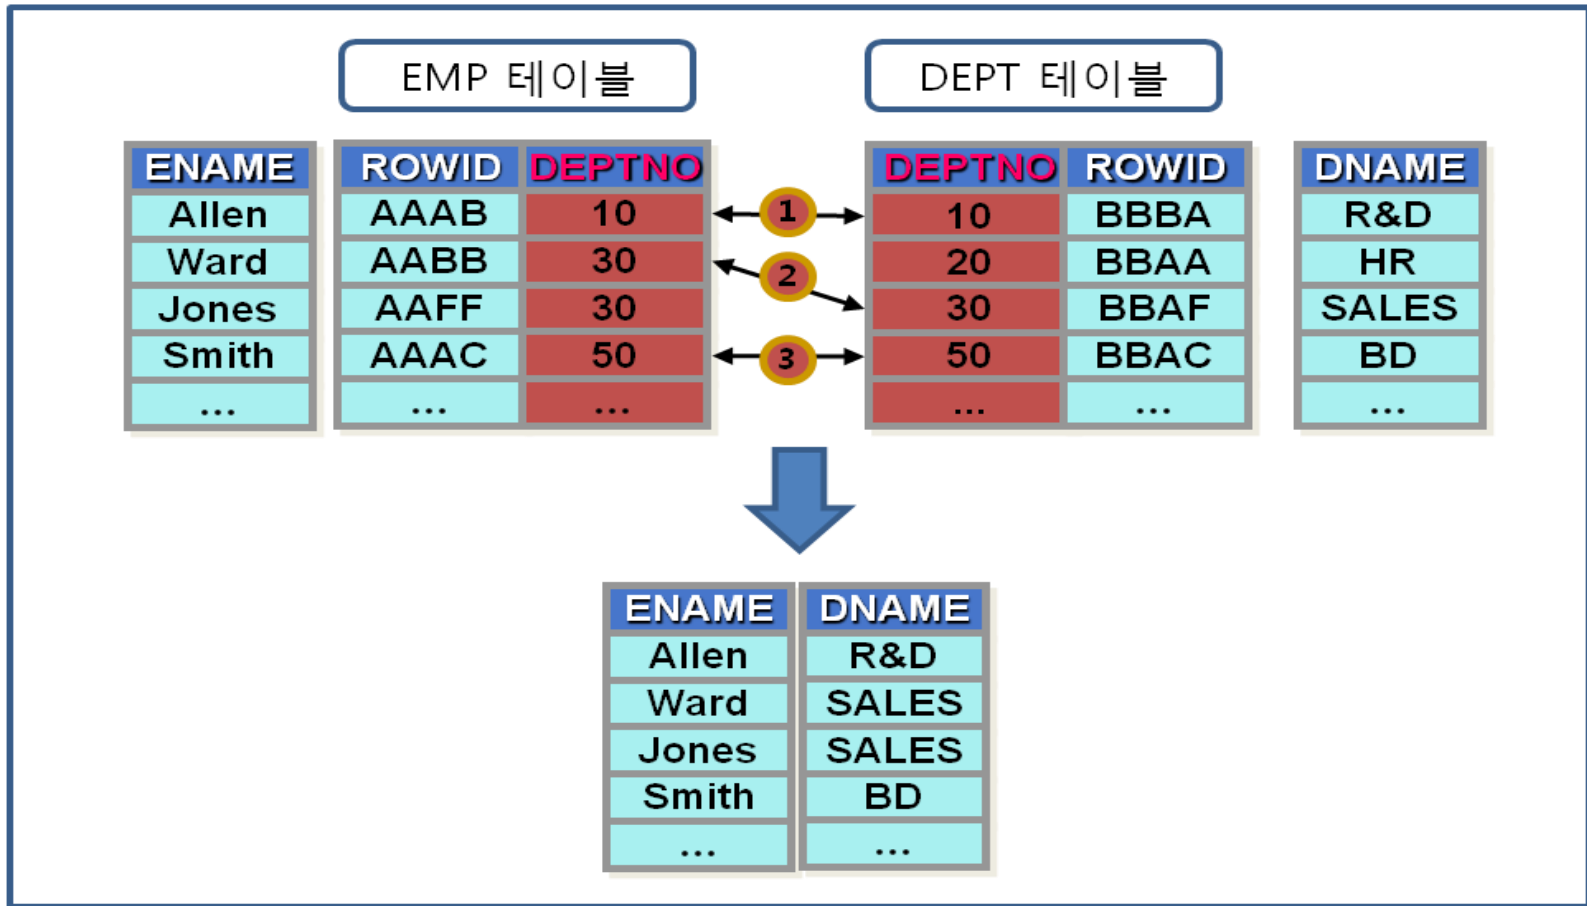 EMP 테이블 DEPT 테이블
ENAME ROWID DEPTNO DEPTNO ROWID DNAME
Allen AAAB 10 1 10 BBBA R&D
Ward AABB 30 2 20 BBAA HR
Jones AAFF 30 30 BBAF SALES
Smith AAAC 50 3 50 BBAC BD
... ... ... ... ... ...
ENAME DNAME
Allen R&D
Ward SALES
Jones SALES
Smith BD
... ...